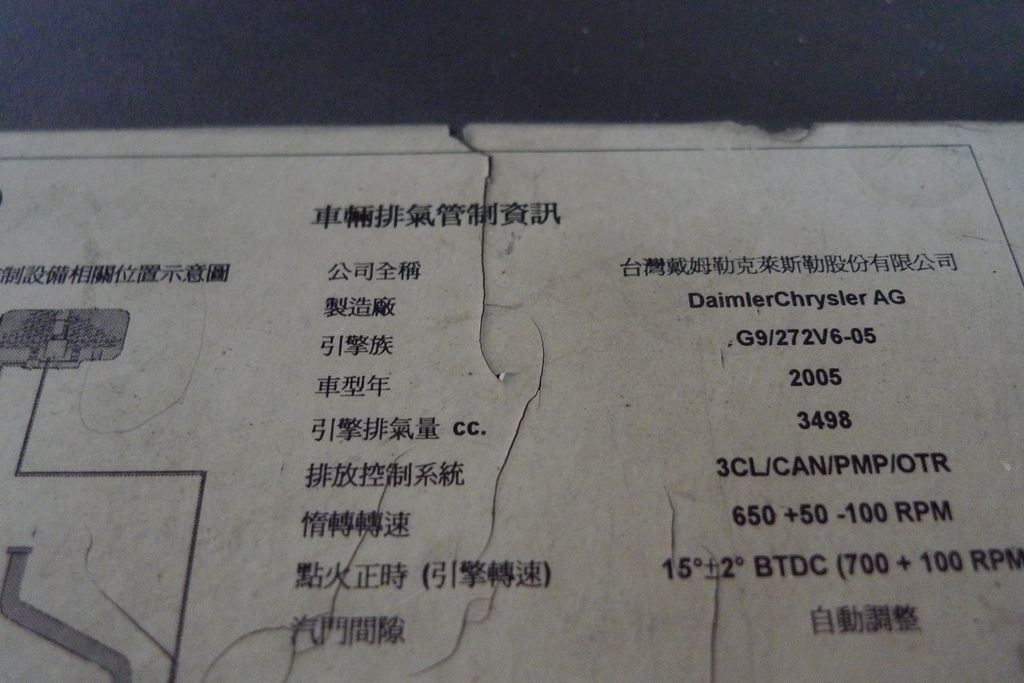 車輛排氣管制資訊
制設備相關位置示意圖
公司全稱 台灣戴姆勒克萊斯勒股份有限公司
製造廠 DaimlerChrysler AG
引擎族 G9/272V6-05
車型年 2005
引擎排氣量 cc. 3498
排放控制系統 3CL/CAN/PMP/OTR
惰轉轉速 650 +50 -100 RPM
點火正時 (引擎轉速) 15°±2° BTDC (700 + 100 RPM
汽門間隙 自動調整